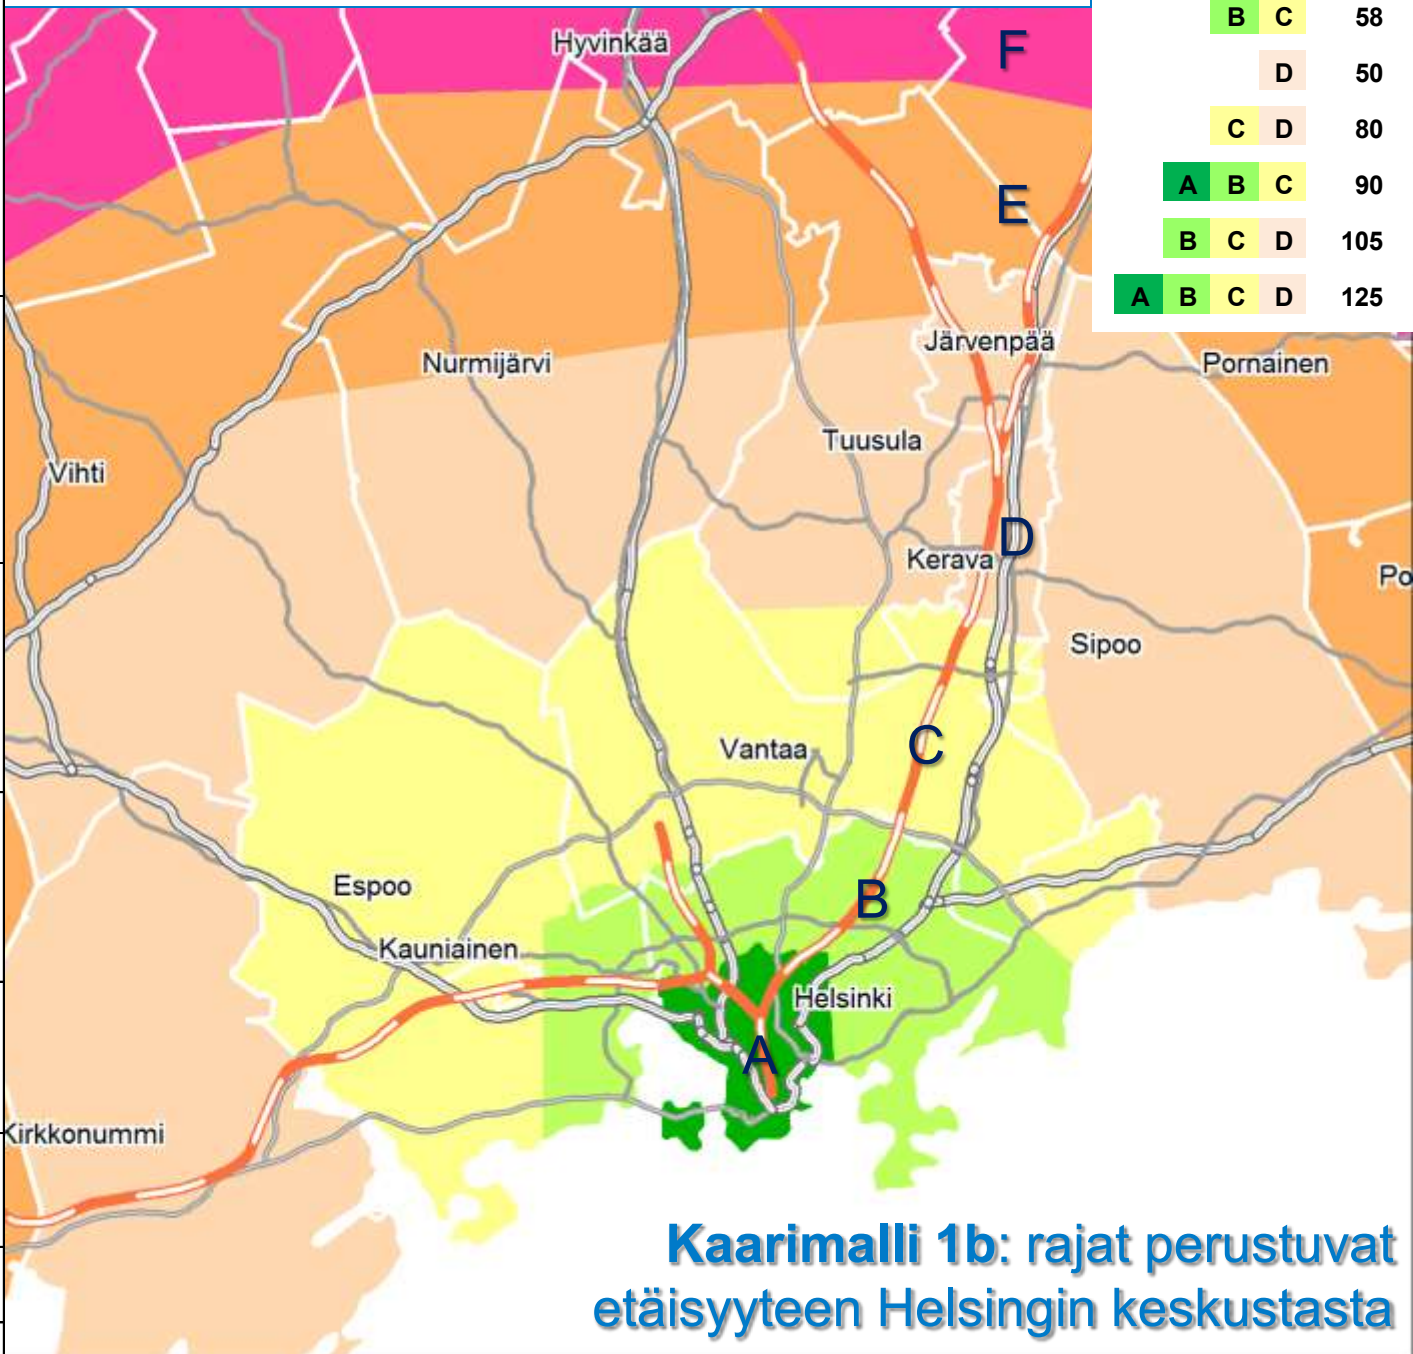 B C 58
D 50
C D 80
A B C 90
B C D 105
A B C D 125
Hyvinkää
F
E
Järvenpää
Nurmijärvi
Pornainen
Tuusula
Vihti
D
Kerava
Po
Sipoo
C
Vantaa
Espoo
B
Kauniainen
Helsinki
A
Kirkkonummi
Kaarimalli 1b: rajat perustuvat
etäisyyteen Helsingin keskustasta